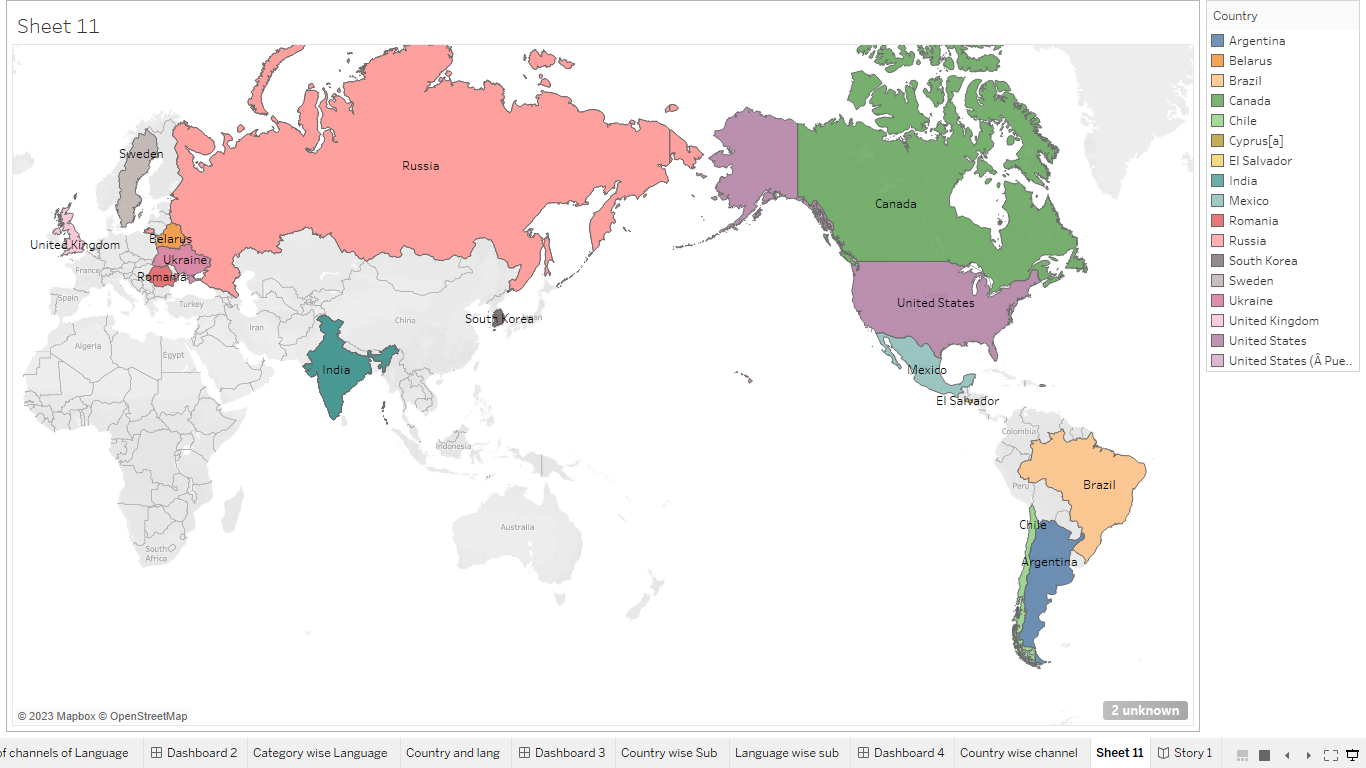 Sheet 11
Country
Argentina
Belarus
Brazil
Canada
Chile
Cyprus[a]
El Salvador
India
Mexico
Romania
Russia
South Korea
Sweden
Ukraine
United Kingdom
United States
United States (Â Pue..
Sweden
Russia
Canada
United Kingdom
Belarus
Ukraine
France
Romania
Spain
Turkey
United States
South Korea
China
Iran
Algeria
Egypt
India
Mexico
El Salvador
Colombia
Indonesia
Brazil
Peru
Australia
Chile
South
Africa
Argentina
© 2023 Mapbox © OpenStreetMap
2 unknown
of channels of Language
Dashboard 2
Category wise Language
Country and lang
Dashboard 3
Country wise Sub
Language wise sub
Dashboard 4
Country wise channel
Sheet 11
Story 1